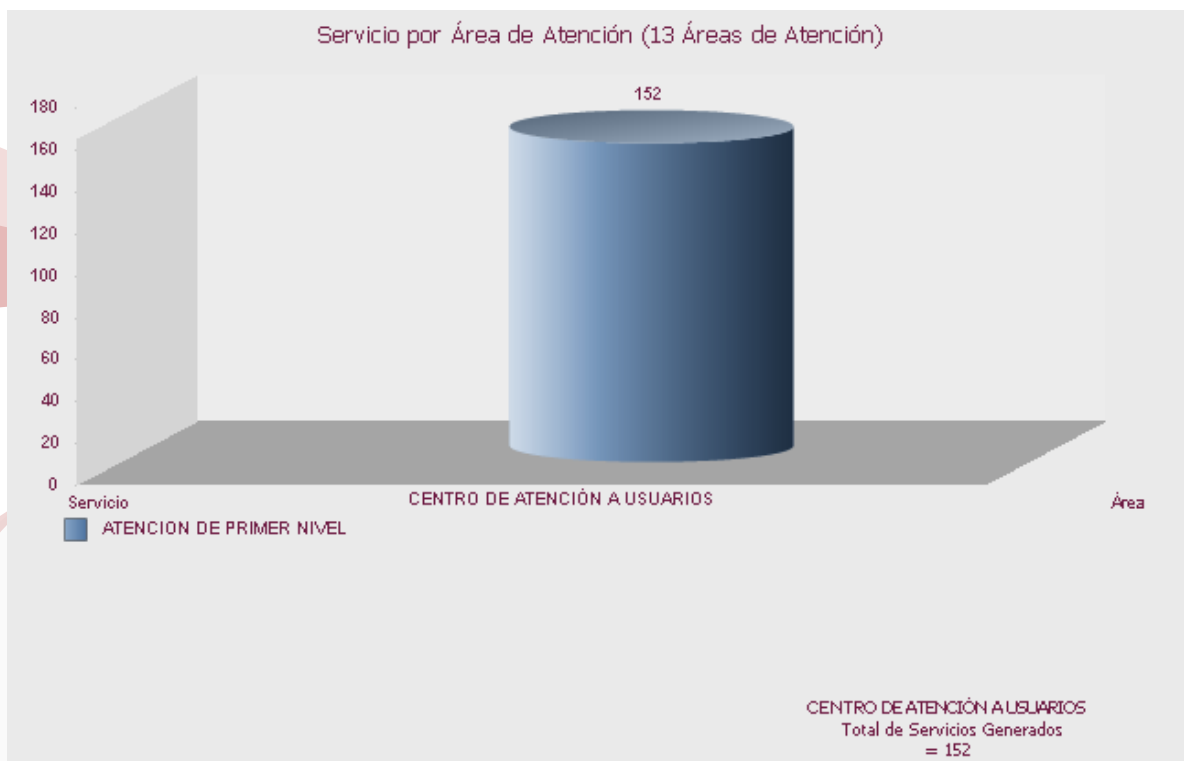 Servicio por Área de Atención (13 Áreas de Atención)
152
180
160
140
120
100
80
60
40
20
0
Servicio
CENTRO DE ATENCIÓN A USUARIOS
Área
ATENCION DE PRIMER NIVEL
CENTRO DE ATENCIÓN A USUARIOS
Total de Servicios Generados
= 152